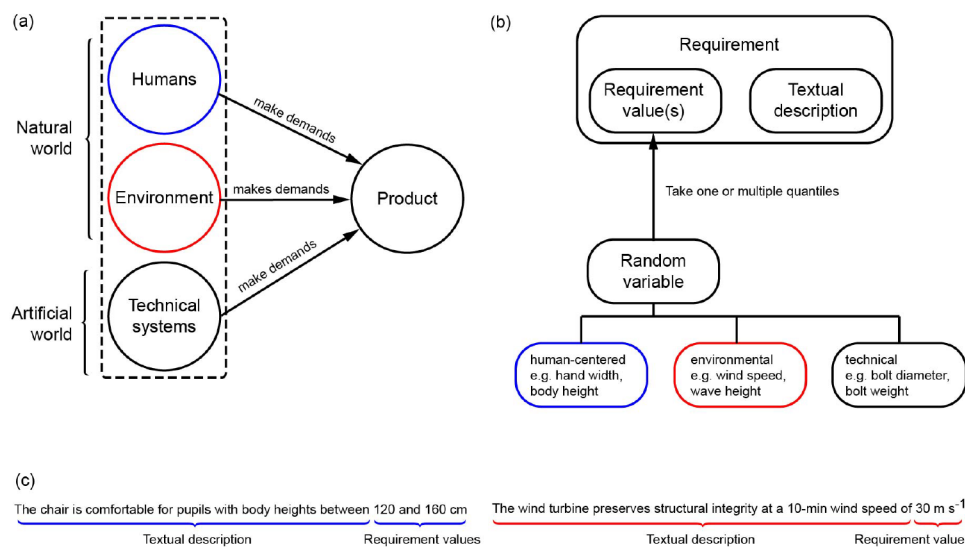 (a)
Natural
world
Artificial
world
Humans
Environment
Technical
systems
make demands
makes demands
make demands
Product
(b)
Requirement
Requirement
value(s)
Textual
description
Take one or multiple quantiles
Random
variable
human-centered
e.g. hand width,
body height
environmental
e.g. wind speed,
wave height
technical
e.g. bolt diameter,
bolt weight
(c)
The chair is comfortable for pupils with body heights between 120 and 160 cm
Textual description
Requirement values
The wind turbine preserves structural integrity at a 10-min wind speed of 30 m s⁻¹
Textual description
Requirement value